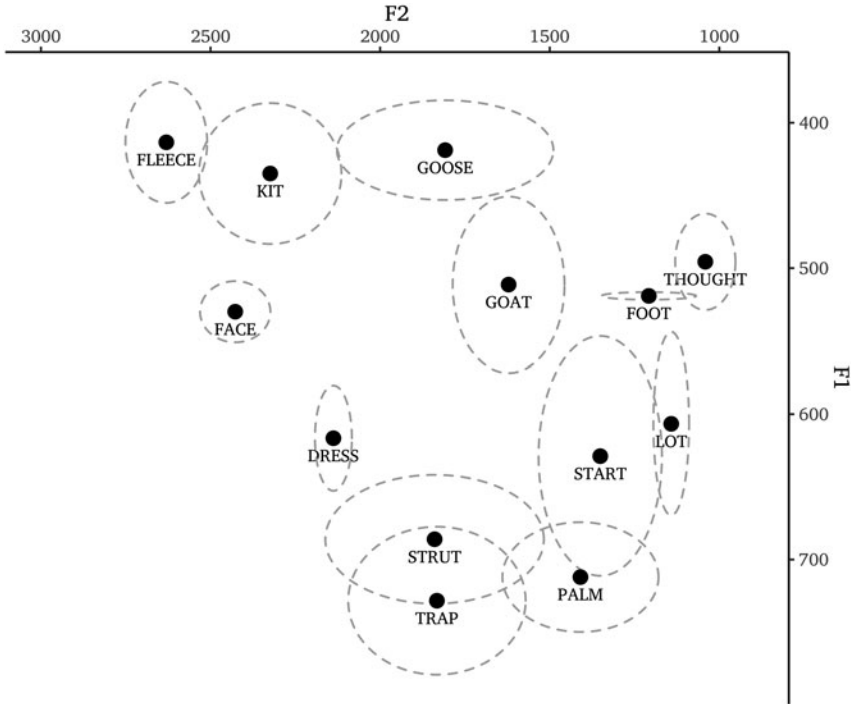 F2
3000 2500 2000 1500 1000
400
FLEECE
GOOSE
KIT
500
THOUGHT
GOAT
FOOT
FACE
F1
600
LOT
DRESS
START
STRUT
700
PALM
TRAP